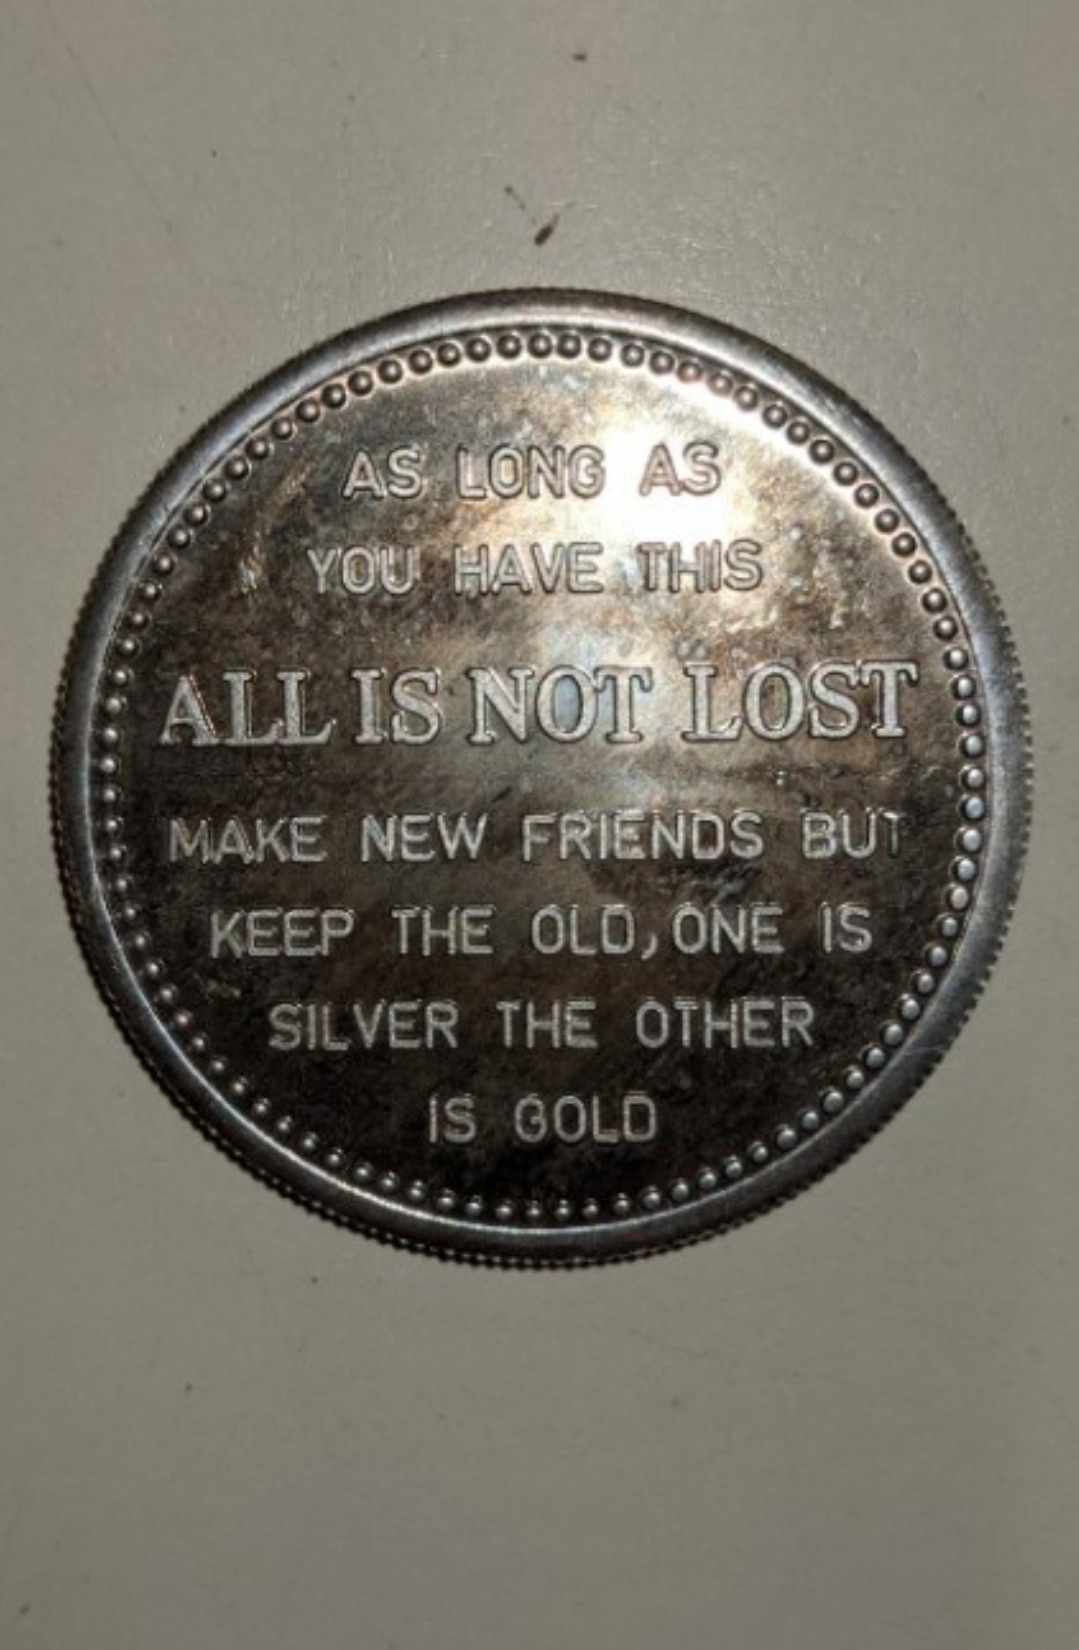 AS LONG AS
YOU HAVE THIS
ALL IS NOT LOST
MAKE NEW FRIENDS BUT
KEEP THE OLD, ONE IS
SILVER THE OTHER
IS GOLD